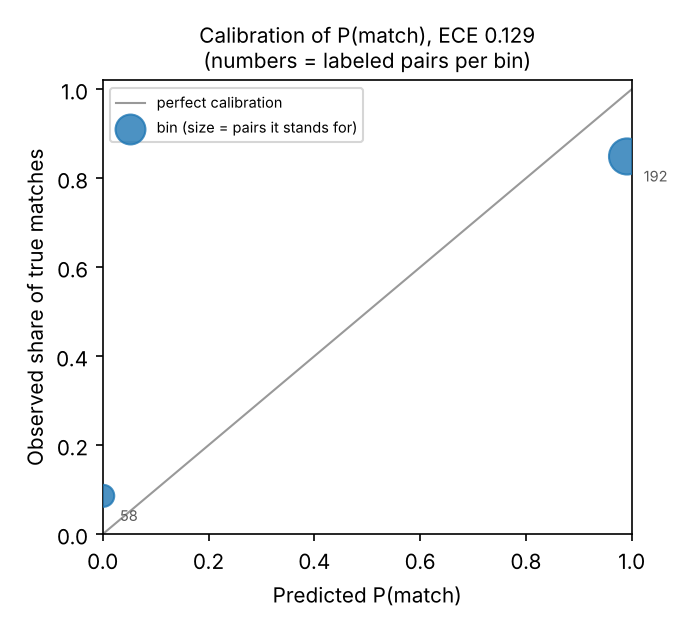 Calibration of P(match), ECE 0.129
(numbers = labeled pairs per bin)
perfect calibration
bin (size = pairs it stands for)
1.0
0.8
0.6
0.4
0.2
0.0
Observed share of true matches
192
58
0.0 0.2 0.4 0.6 0.8 1.0
Predicted P(match)